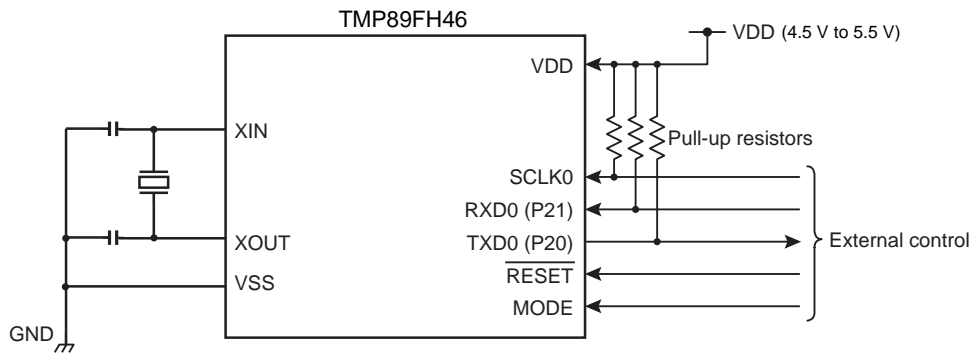 TMP89FH46
VDD (4.5 V to 5.5 V)
VDD
XIN
Pull-up resistors
SCLK0
RXD0 (P21)
TXD0 (P20)
External control
XOUT
RESET
VSS
MODE
GND